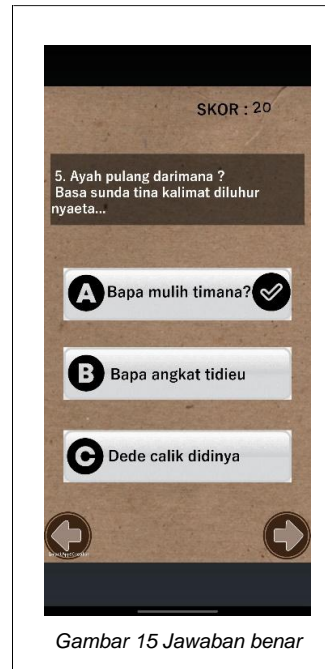 SKOR : 20
5. Ayah pulang darimana ?
Basa sunda tina kalimat diluhur
nyaeta...
A Bapa mulih timana?
B Bapa angkat tidieu
C Dede calik didinya
Gambar 15 Jawaban benar